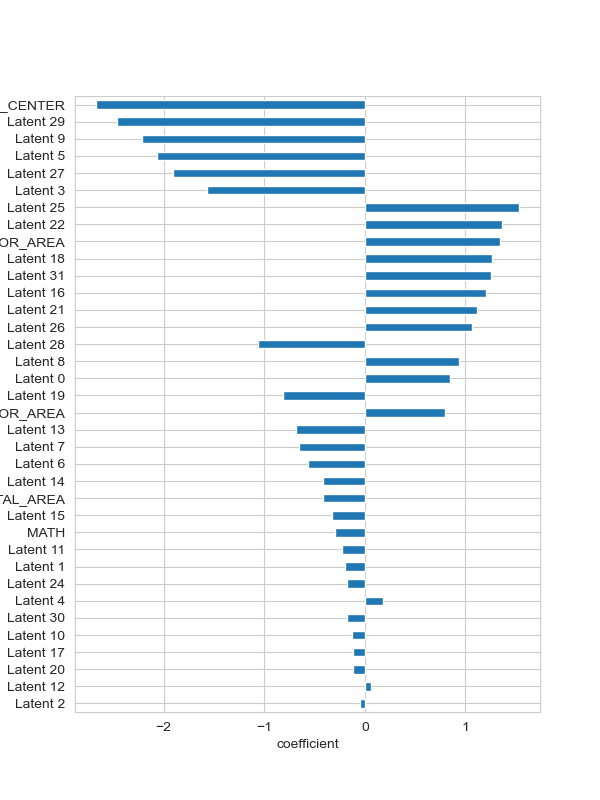 _CENTER
Latent 29
Latent 9
Latent 5
Latent 27
Latent 3
Latent 25
Latent 22
OR_AREA
Latent 18
Latent 31
Latent 16
Latent 21
Latent 26
Latent 28
Latent 8
Latent 0
Latent 19
OR_AREA
Latent 13
Latent 7
Latent 6
Latent 14
TAL_AREA
Latent 15
MATH
Latent 11
Latent 1
Latent 24
Latent 4
Latent 30
Latent 10
Latent 17
Latent 20
Latent 12
Latent 2
−2 −1 0 1
coefficient